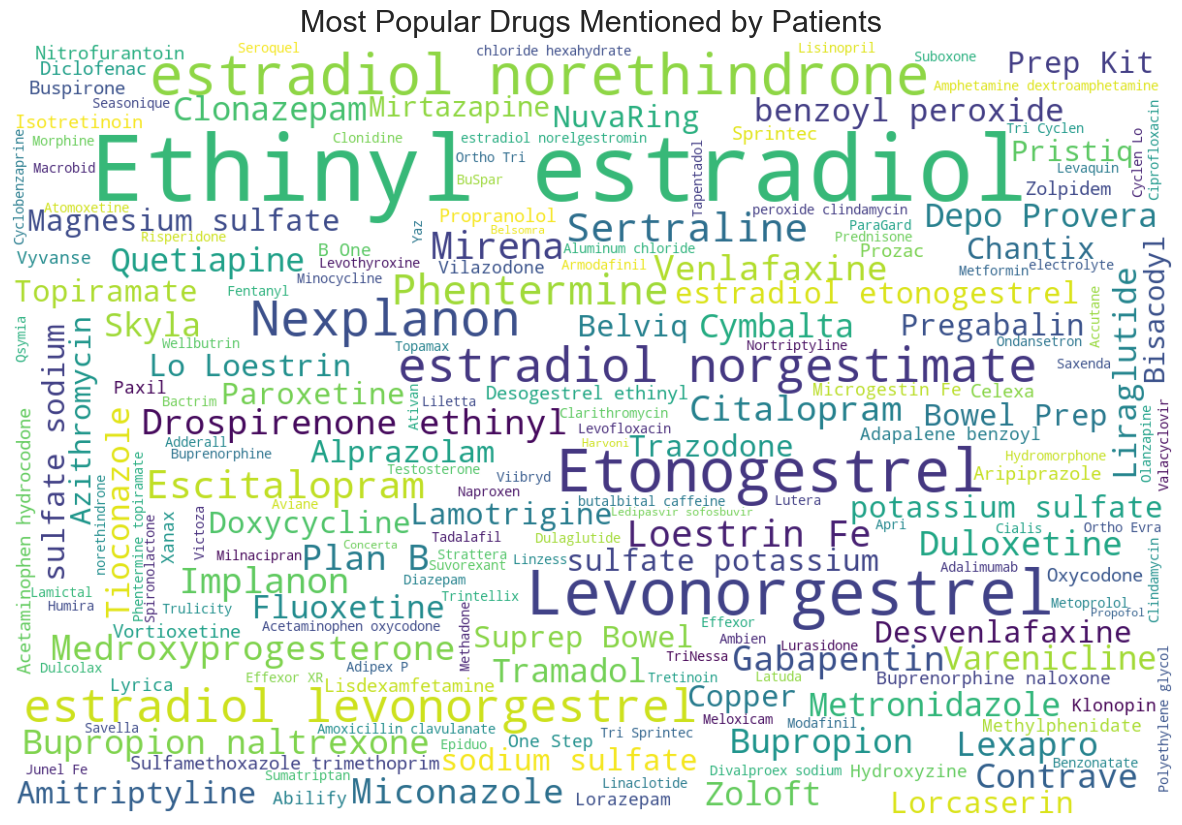 Most Popular Drugs Mentioned by Patients
Nitrofurantoin
Seroquel
chloride hexahydrate
Lisinopril
Suboxone
Prep Kit
Diclofenac
estradiol norethindrone
Buspirone
Amphetamine dextroamphetamine
Seasonique
Clonazepam
Mirtazapine
NuvaRing
benzoyl peroxide
Isotretinoin
Sprintec
Tri Cyclen
Morphine
Clonidine
estradiol norelgestromin
Pristiq
Cyclobenzaprine
Macrobid
Ethinyl estradiol
Ortho Tri
BuSpar
Tapentadol
Levaquin
Cyclen Lo
Ciprofloxacin
Zolpidem
Atomoxetine
Magnesium sulfate
Propranolol
peroxide clindamycin
Depo Provera
Belsomra
Sertraline
ParaGard
Risperidone
Yaz
Mirena
Prednisone
Vyvanse
Quetiapine
B One
Aluminum chloride
Prozac
Chantix
Levothyroxine
Vilazodone
Armodafinil
Venlafaxine
Metformin
electrolyte
Bisacodyl
Minocycline
Topiramate
Fentanyl
Phentermine
estradiol etonogestrel
Liraglutide
Accutane
Qsymia
sulfate sodium
Azithromycin
Skyla
Nexplanon
Belviq
Cymbalta
Pregabalin
Wellbutrin
Topamax
Nortriptyline
Ondansetron
Lo Loestrin
estradiol norgestimate
Saxenda
Paxil
Paroxetine
Desogestrel ethinyl
Microgestin Fe
Celexa
Bactrim
Ativan
Liletta
Clarithromycin
Citalopram
Bowel Prep
Drospirenone ethinyl
Levofloxacin
Adapalene benzoyl
Olanzapine
Valacyclovir
Tioconazole
Adderall
Harvoni
Trazodone
Buprenorphine
Alprazolam
Hydromorphone
Acetaminophen hydrocodone
Testosterone
Viibryd
Etonogestrel
Aripiprazole
Escitalopram
Naproxen
norethindrone
Phentermine topiramate
Aviane
butalbital caffeine
Lutera
potassium sulfate
Lamotrigine
Ledipasvir sofosbuvir
Spironolactone
Xanax
Victoza
Doxycycline
Tadalafil
Dulaglutide
Loestrin Fe
Apri
Cialis
Ortho Evra
Clindamycin
Concerta
Plan B
Strattera
Linzess
Duloxetine
Milnacipran
Suvorexant
sulfate potassium
Adalimumab
Implanon
Diazepam
Oxycodone
Lamictal
Trintellix
Levonorgestrel
Metoprolol
Humira
Trulicity
Fluoxetine
Propofol
Effexor
Vortioxetine
Acetaminophen oxycodone
Methadone
Suprep Bowel
Ambien
Lurasidone
Desvenlafaxine
Medroxyprogesterone
TriNessa
Gabapentin
Varenicline
Dulcolax
Adipex P
Tramadol
Tretinoin
Latuda
Buprenorphine naloxone
Polyethylene glycol
Lyrica
Effexor XR
Lisdexamfetamine
Copper
Metronidazole
Klonopin
estradiol levonorgestrel
Meloxicam
Modafinil
Methylphenidate
Savella
Amoxicillin clavulanate
Tri Sprintec
Bupropion naltrexone
Epiduo
One Step
Bupropion
Lexapro
Junel Fe
Sulfamethoxazole trimethoprim
sodium sulfate
Benzonatate
Sumatriptan
Divalproex sodium
Hydroxyzine
Contrave
Amitriptyline
Abilify
Miconazole
Linaclotide
Lorazepam
Zoloft
Lorcaserin